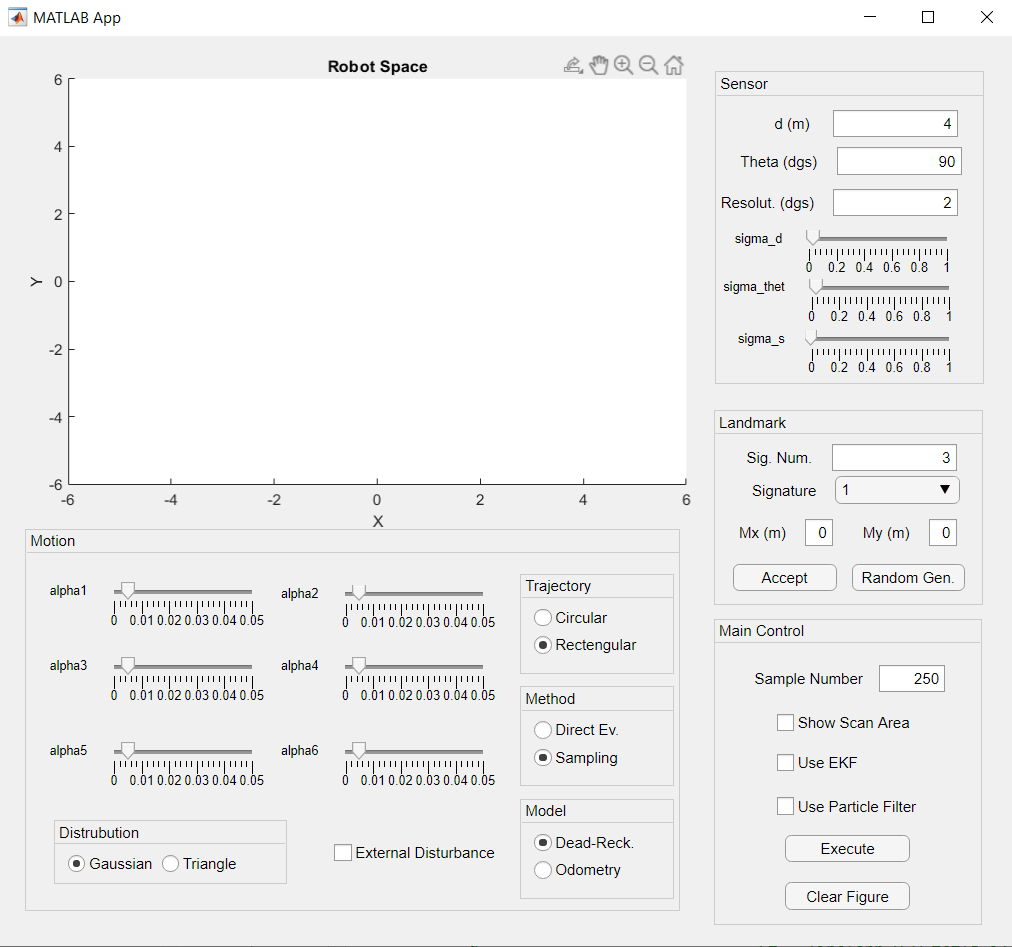 MATLAB App
Robot Space
6
4
2
0
-2
-4
-6
Y
-6 -4 -2 0 2 4 6
X
Sensor
d (m) 4
Theta (dgs) 90
Resolut. (dgs) 2
sigma_d
0 0.2 0.4 0.6 0.8 1
sigma_thet
0 0.2 0.4 0.6 0.8 1
sigma_s
0 0.2 0.4 0.6 0.8 1
Landmark
Sig. Num. 3
Signature 1
Mx (m) 0 My (m) 0
Accept Random Gen.
Motion
alpha1 alpha2
0 0.01 0.02 0.03 0.04 0.05 0 0.01 0.02 0.03 0.04 0.05
alpha3 alpha4
0 0.01 0.02 0.03 0.04 0.05 0 0.01 0.02 0.03 0.04 0.05
alpha5 alpha6
0 0.01 0.02 0.03 0.04 0.05 0 0.01 0.02 0.03 0.04 0.05
Distrubution
Gaussian Triangle
External Disturbance
Trajectory
Circular
Rectengular
Method
Direct Ev.
Sampling
Model
Dead-Reck.
Odometry
Main Control
Sample Number 250
Show Scan Area
Use EKF
Use Particle Filter
Execute
Clear Figure